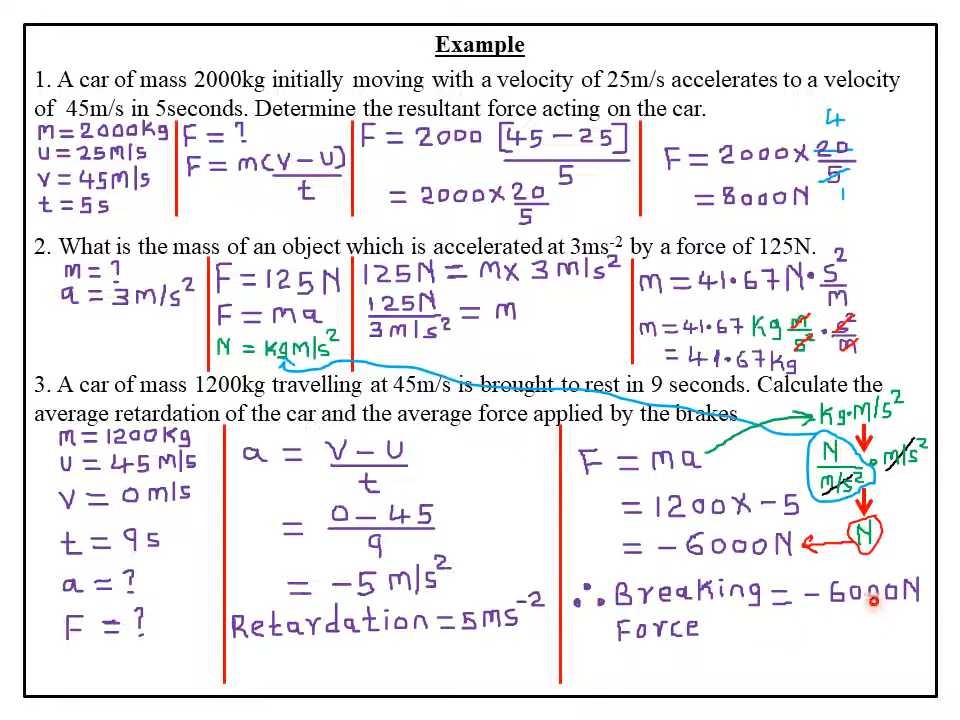 Example
1. A car of mass 2000kg initially moving with a velocity of 25m/s accelerates to a velocity
of 45m/s in 5seconds. Determine the resultant force acting on the car.
m = 2000kg
u = 25m/s
v = 45m/s
t = 5s
F = ?
F = m(v - u)
t
F = 2000 [45 - 25]
5
= 2000 × 20
5
4
F = 2000 × 20
5
1
= 8000N
2. What is the mass of an object which is accelerated at 3ms⁻² by a force of 125N.
m = ?
a = 3m/s²
F = 125N
F = ma
N = kgm/s²
125N = m× 3m/s²
125N
3m/s² = m
m = 41.67N · s²
m
m = 41.67 kg m · s²
s² m
= 41.67kg
3. A car of mass 1200kg travelling at 45m/s is brought to rest in 9 seconds. Calculate the
average retardation of the car and the average force applied by the brakes.
m = 1200kg
u = 45m/s
v = 0m/s
t = 9s
a = ?
F = ?
a = v - u
t
= 0 - 45
9
= -5m/s²
Retardation = 5ms⁻²
kg·m/s²
N · m/s²
m/s²
N
F = ma
= 1200× -5
= -6000N
∴ Breaking = -6000N
Force